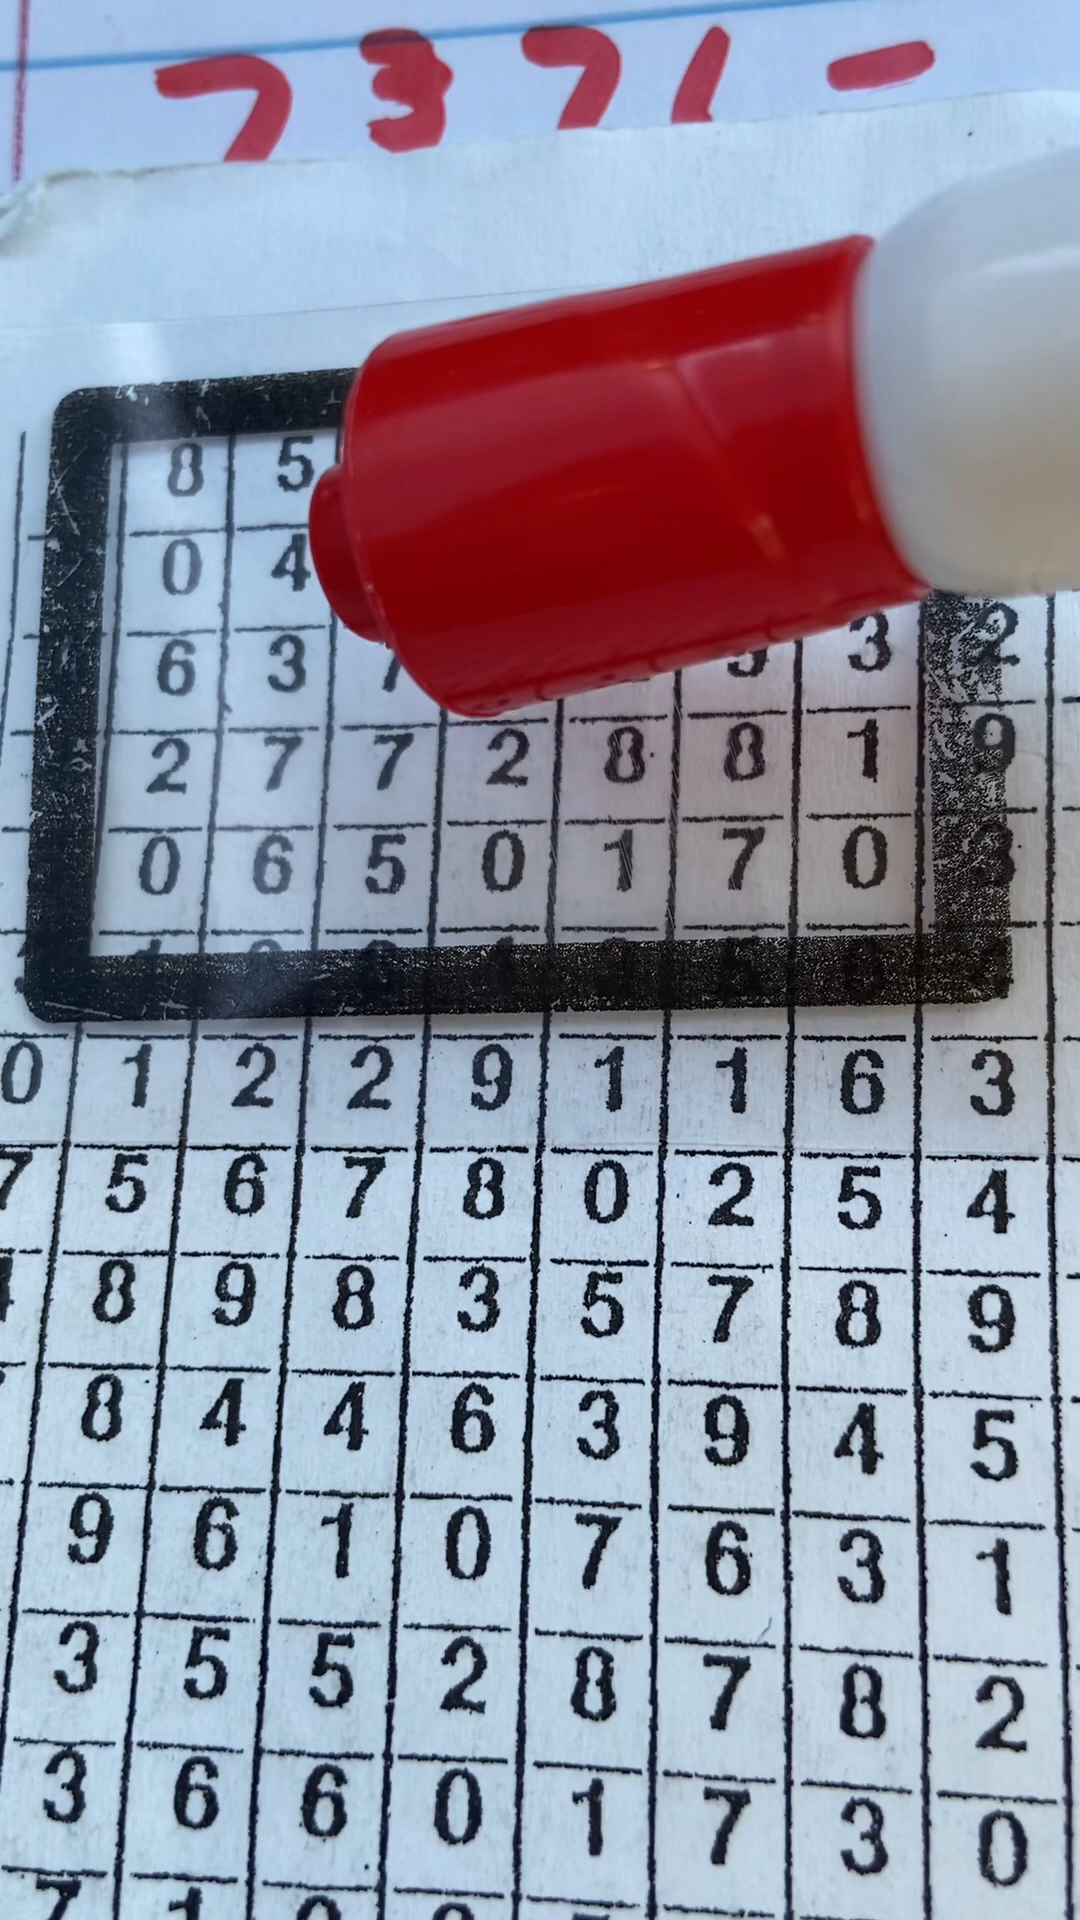 7371-
8 5
0 4
6 3 7 9 3 2
2 7 7 2 8 8 1 9
0 6 5 0 1 7 0 3
0 1 2 2 9 1 1 6 3
7 5 6 7 8 0 2 5 4
8 9 8 3 5 7 8 9
8 4 4 6 3 9 4 5
9 6 1 0 7 6 3 1
3 5 5 2 8 7 8 2
3 6 6 0 1 7 3 0
7 1